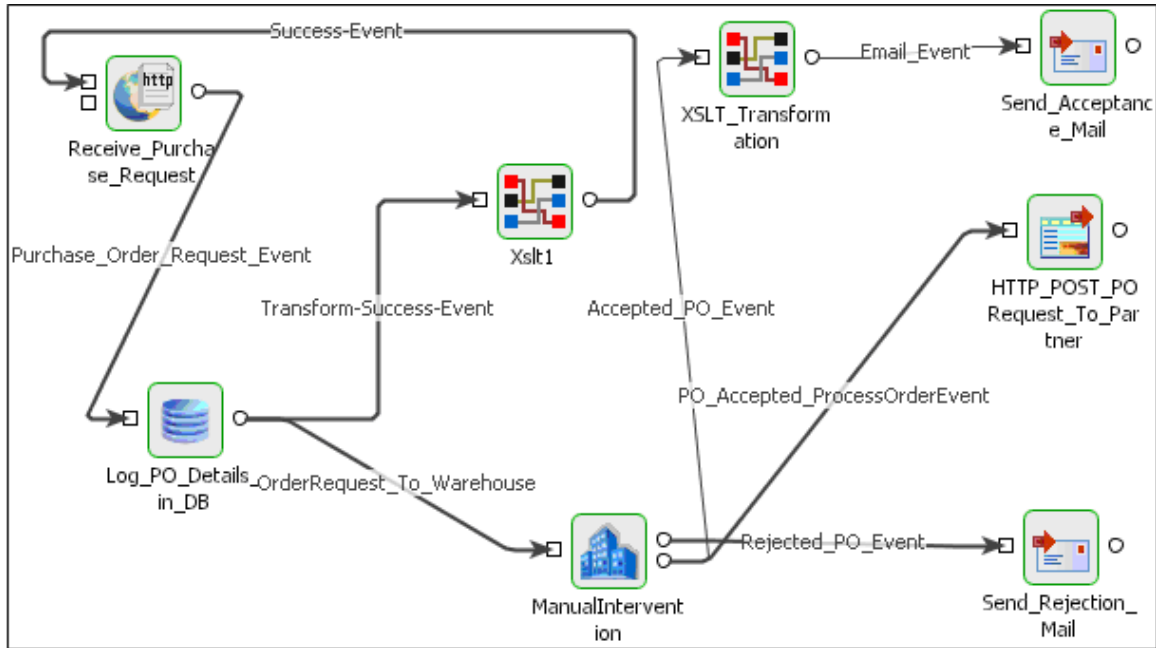 Success-Event
http
Receive_Purcha
se_Request
Purchase_Order_Request_Event
Xslt1
Transform-Success-Event
Log_PO_Details_
in_DB
OrderRequest_To_Warehouse
ManualIntervent
ion
XSLT_Transform
ation
Email_Event
Send_Acceptanc
e_Mail
Accepted_PO_Event
HTTP_POST_PO
Request_To_Par
tner
PO_Accepted_ProcessOrderEvent
Rejected_PO_Event
Send_Rejection_
Mail